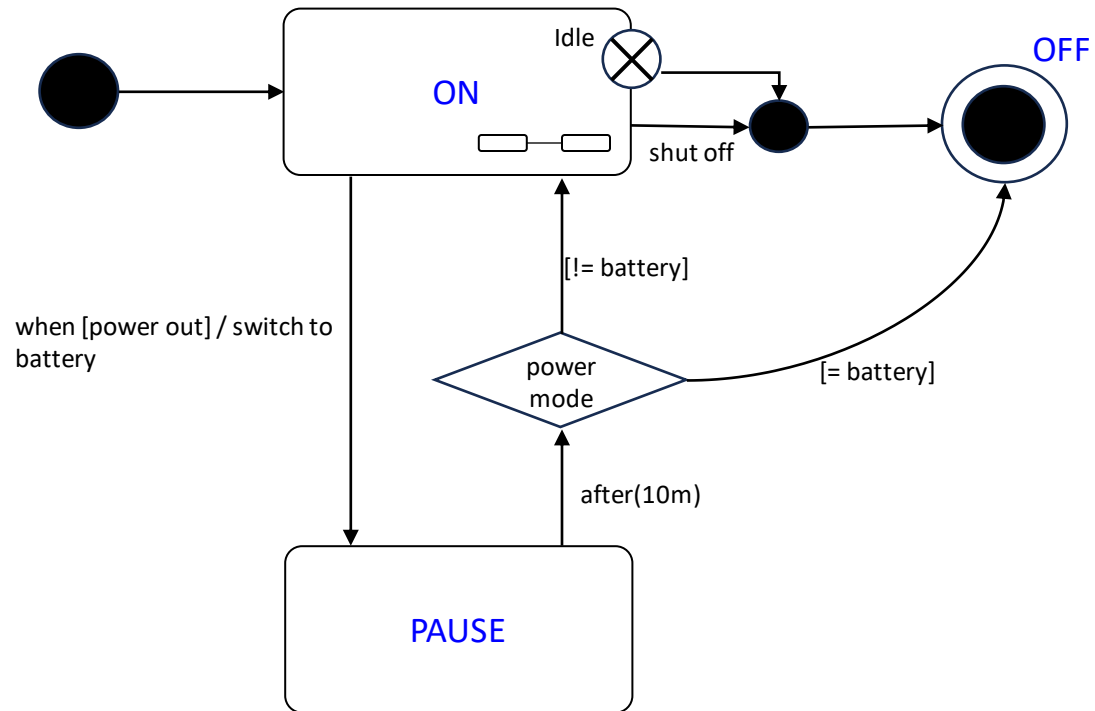 Idle
OFF
ON
shut off
[!= battery]
when [power out] / switch to
battery
power
mode
[= battery]
after(10m)
PAUSE